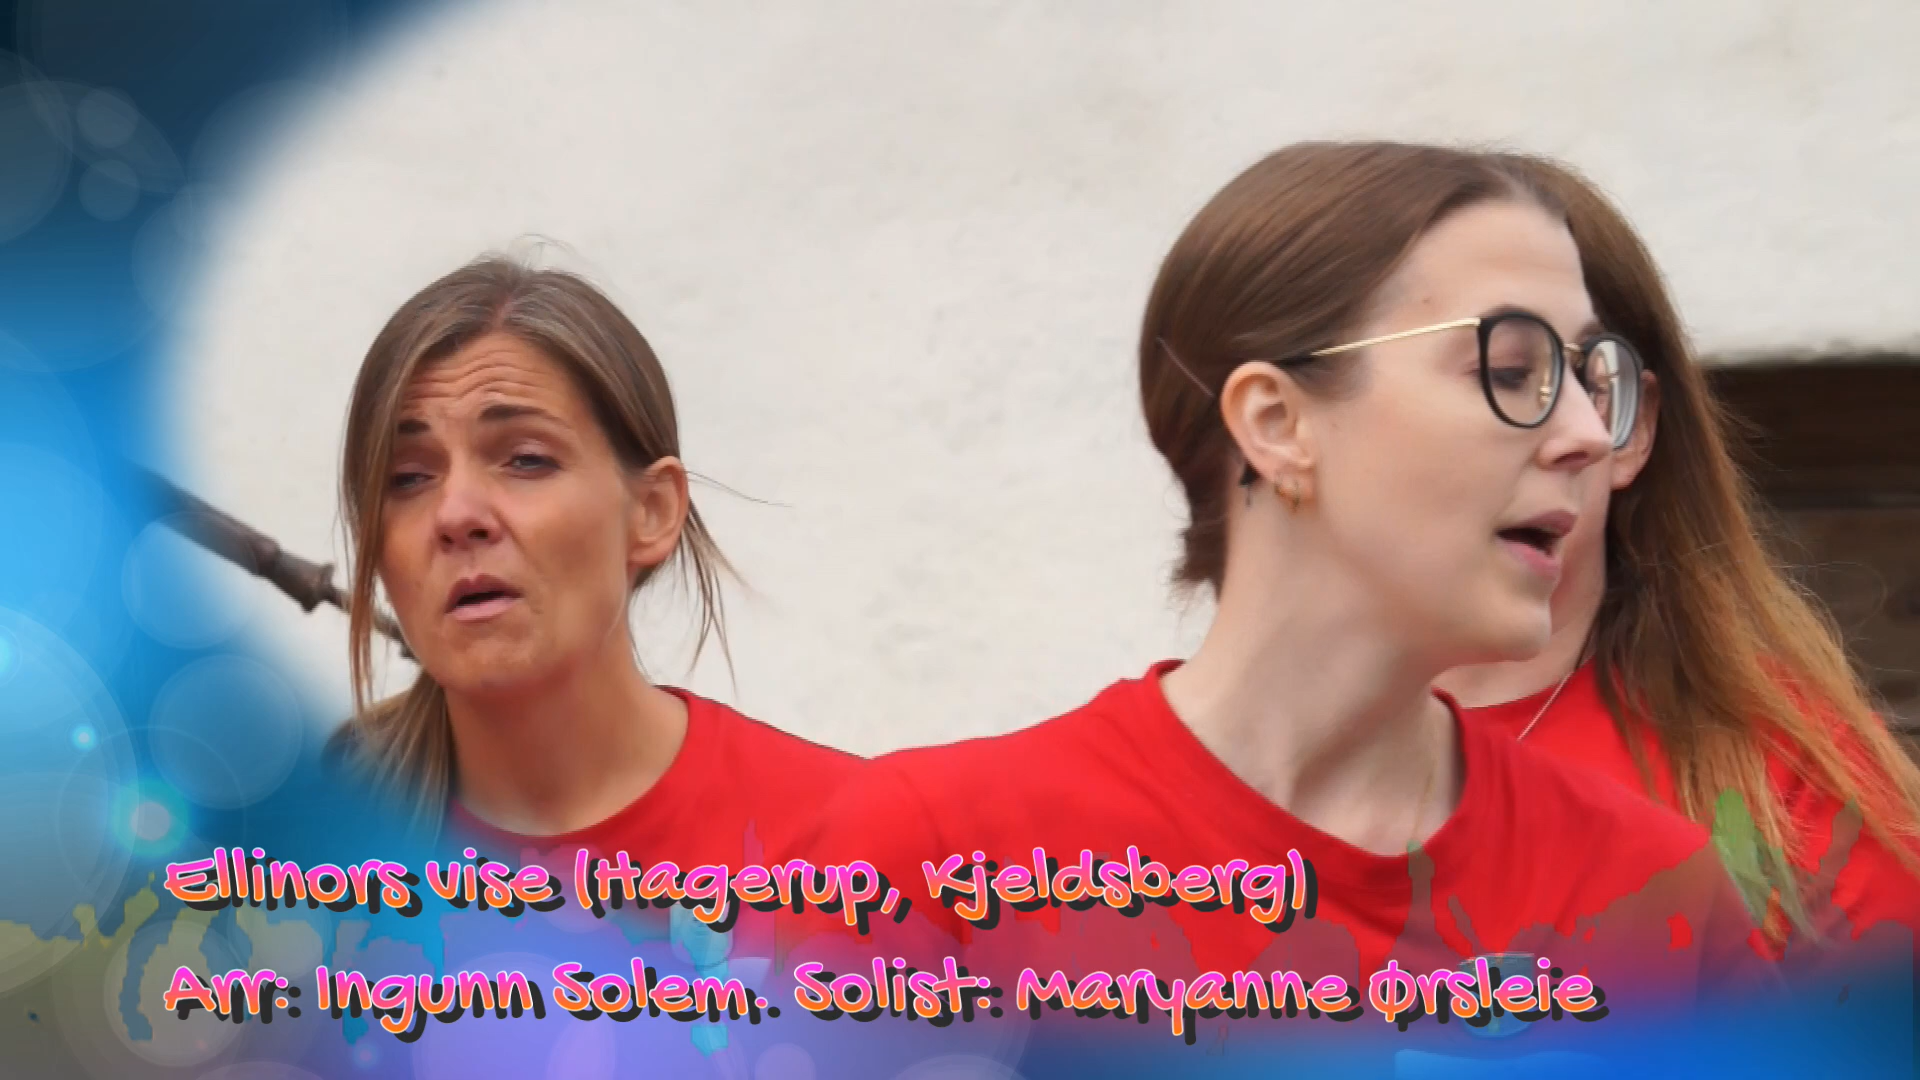 Ellinors vise (Hagerup, Kjeldsberg)
Arr: Ingunn Solem. Solist: Maryanne Ørsleie